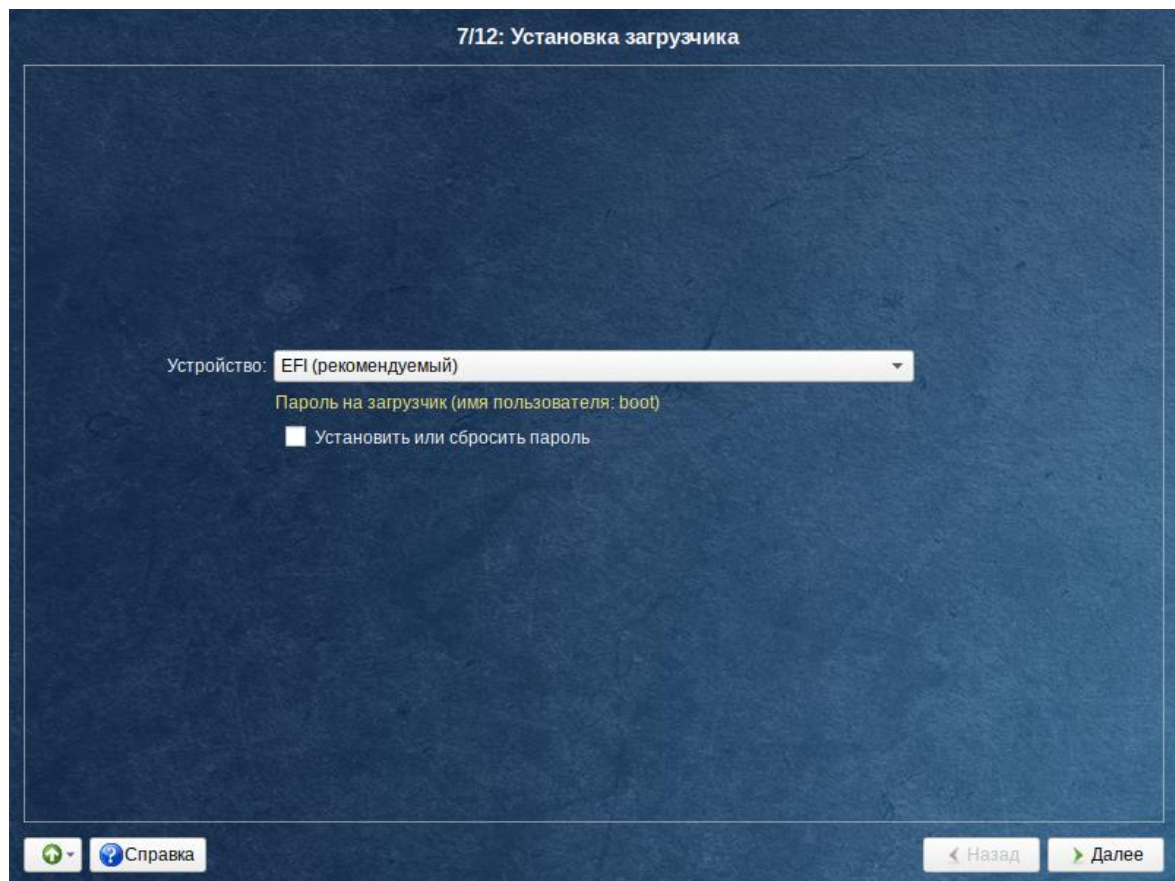 7/12: Установка загрузчика
Устройство: EFI (рекомендуемый)
Пароль на загрузчик (имя пользователя: boot)
Установить или сбросить пароль
Справка
Назад
Далее